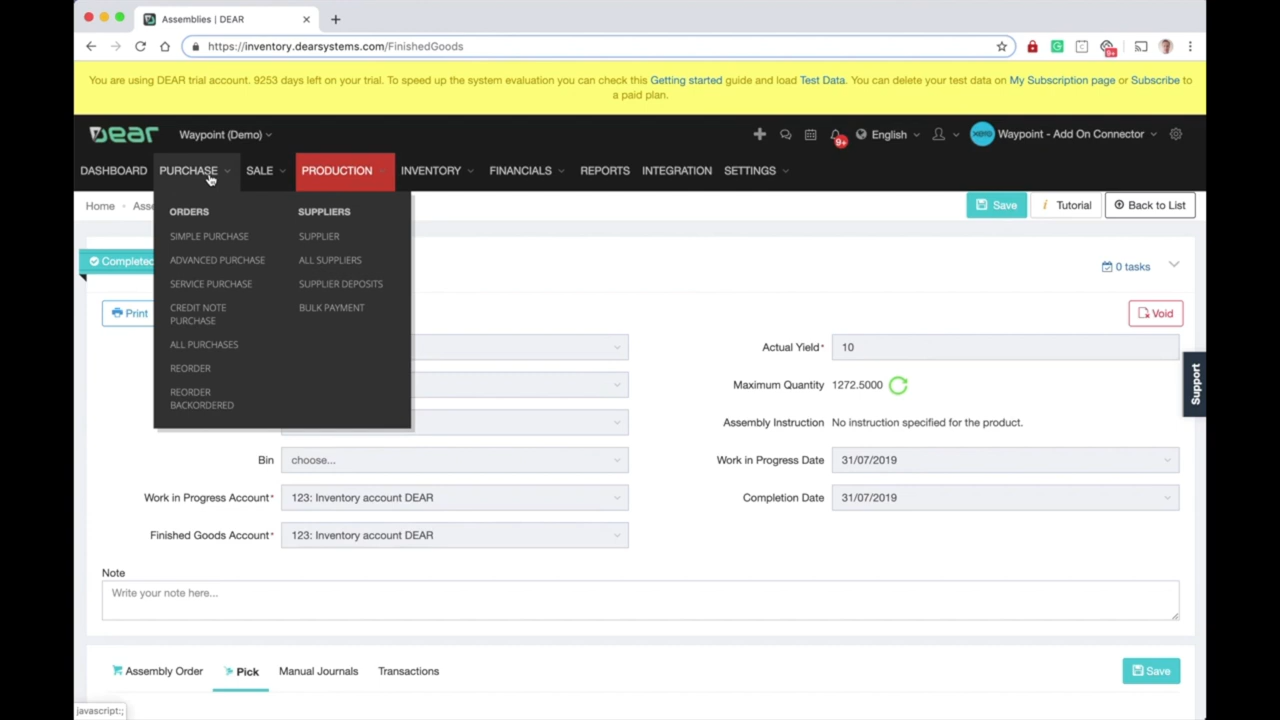 Assemblies | DEAR
https://inventory.dearsystems.com/FinishedGoods
9+
You are using DEAR trial account. 9253 days left on your trial. To speed up the system evaluation you can check this Getting started guide and load Test Data. You can delete your test data on My Subscription page or Subscribe to
a paid plan.
DEAR Waypoint (Demo) 9+ English xero Waypoint - Add On Connector
DASHBOARD PURCHASE SALE PRODUCTION INVENTORY FINANCIALS REPORTS INTEGRATION SETTINGS
Home Asse Save Tutorial Back to List
ORDERS SUPPLIERS
SIMPLE PURCHASE SUPPLIER
ADVANCED PURCHASE ALL SUPPLIERS
SERVICE PURCHASE SUPPLIER DEPOSITS
CREDIT NOTE BULK PAYMENT
PURCHASE
ALL PURCHASES
REORDER
REORDER
BACKORDERED
Completed 0 tasks
Print Void
Actual Yield* 10
Maximum Quantity 1272.5000
Assembly Instruction No instruction specified for the product.
Bin choose... Work in Progress Date 31/07/2019
Work in Progress Account* 123: Inventory account DEAR Completion Date 31/07/2019
Finished Goods Account* 123: Inventory account DEAR
Support
Note
Write your note here...
Assembly Order Pick Manual Journals Transactions Save
javascript:;